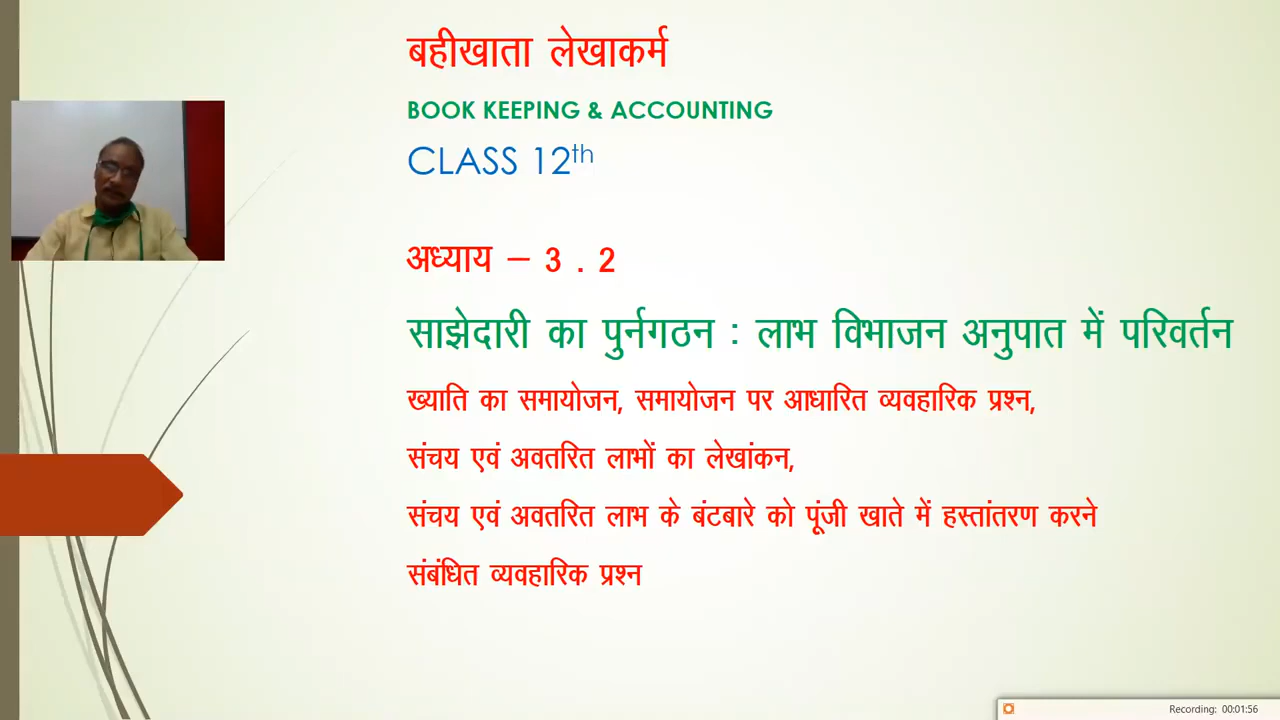 बहीखाता लेखाकर्म
BOOK KEEPING & ACCOUNTING
CLASS 12th
अध्याय – 3 . 2
साझेदारी का पुर्नगठन : लाभ विभाजन अनुपात में परिवर्तन
ख्याति का समायोजन, समायोजन पर आधारित व्यवहारिक प्रश्न,
संचय एवं अवतरित लाभों का लेखांकन,
संचय एवं अवतरित लाभ के बंटबारे को पूंजी खाते में हस्तांतरण करने
संबंधित व्यवहारिक प्रश्न
Recording: 00:01:56